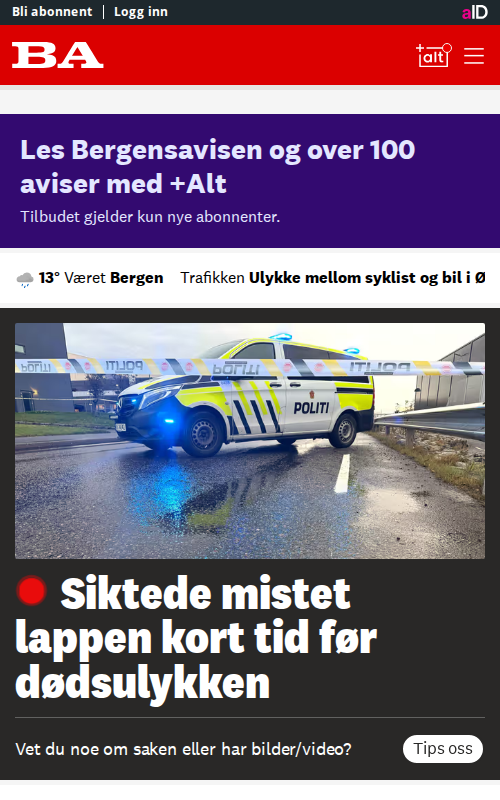 Bli abonnent | Logg inn
aID
BA
+alt
Les Bergensavisen og over 100
aviser med +Alt
Tilbudet gjelder kun nye abonnenter.
13° Været Bergen Trafikken Ulykke mellom syklist og bil i Ø
POLITI POLITI POLITI
POLITI
Siktede mistet
lappen kort tid før
dødsulykken
Vet du noe om saken eller har bilder/video?
Tips oss